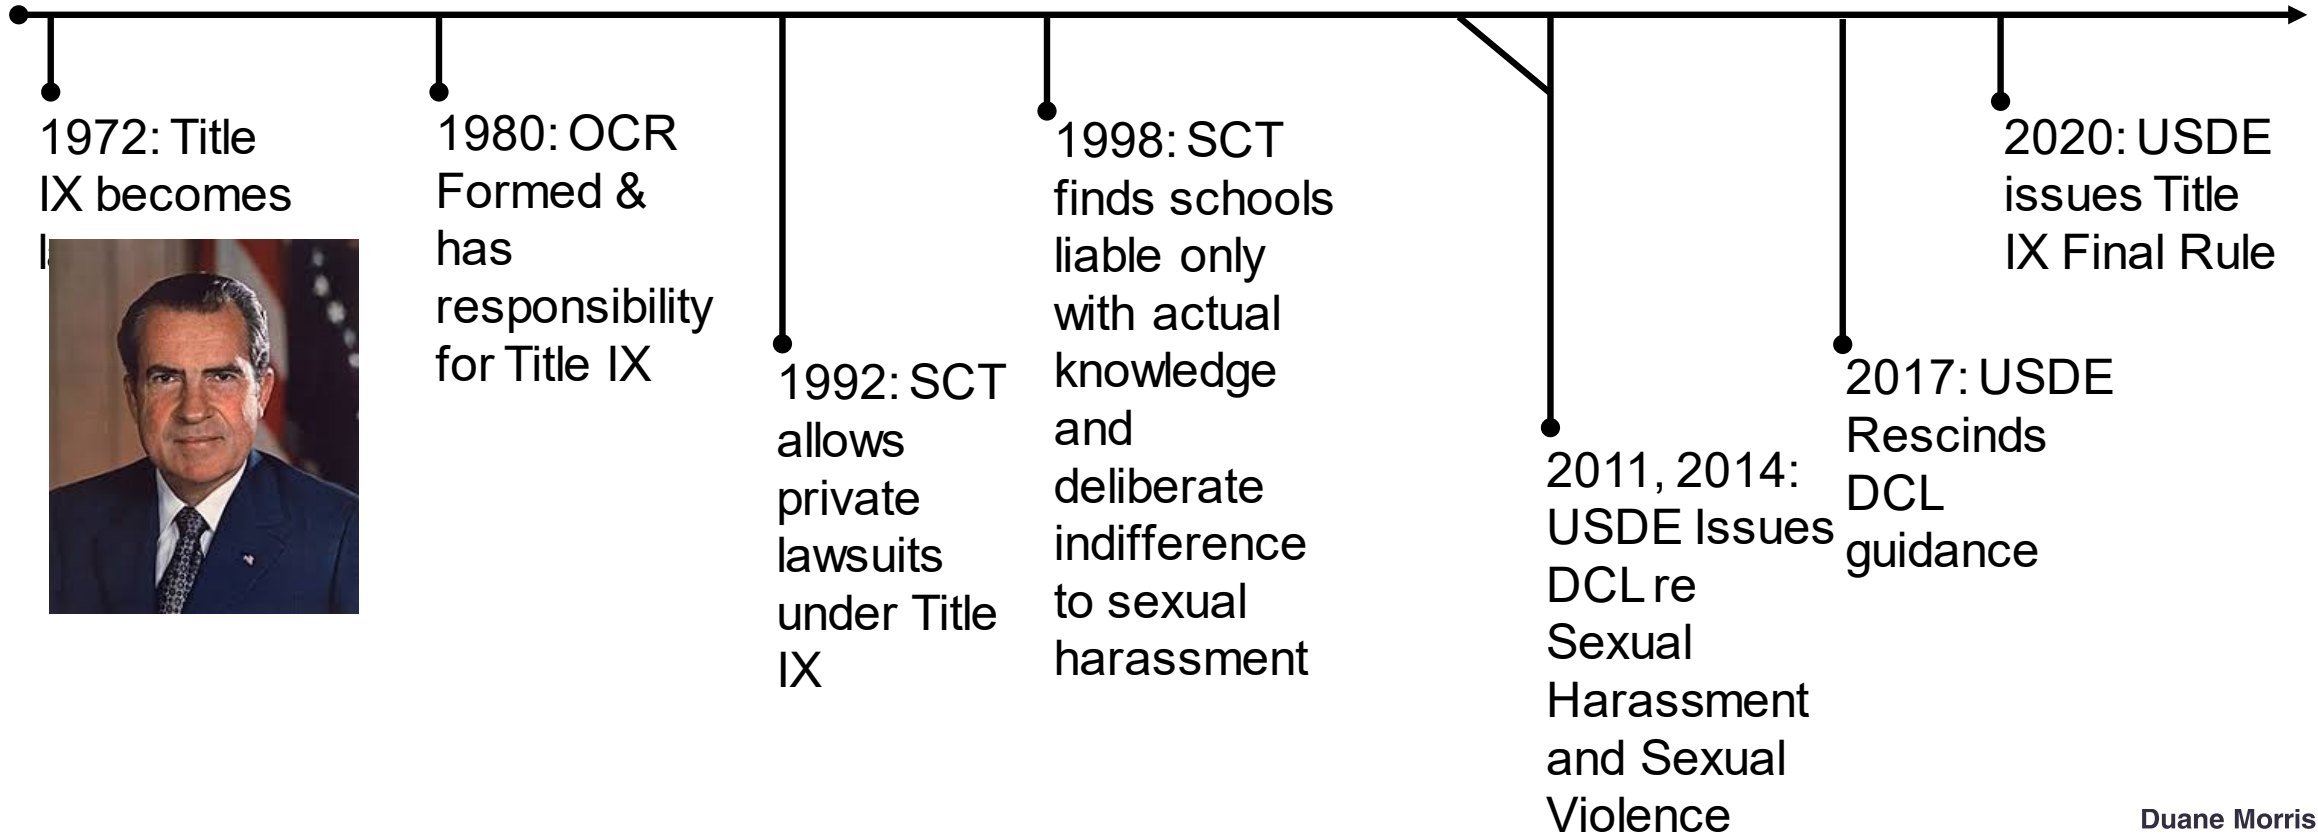 1972: Title
IX becomes
1980: OCR
Formed &
has
responsibility
for Title IX
1992: SCT
allows
private
lawsuits
under Title
IX
1998: SCT
finds schools
liable only
with actual
knowledge
and
deliberate
indifference
to sexual
harassment
2011, 2014:
USDE Issues
DCL re
Sexual
Harassment
and Sexual
Violence
2017: USDE
Rescinds
DCL
guidance
2020: USDE
issues Title
IX Final Rule
Duane Morris